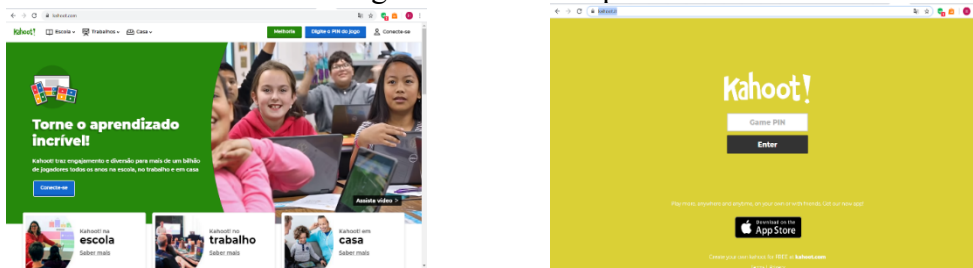 kahoot.com
Kahoot! Escola Trabalhos Casa Melhoria Digite o PIN do jogo Conecte-se
Torne o aprendizado
incrível!
Kahoot! traz engajamento e diversão para mais de um bilhão
de jogadores todos os anos na escola, no trabalho e em casa
Conecte-se
Assista vídeo >
Kahoot! na
escola
Saber mais
Kahoot! no
trabalho
Saber mais
Kahoot! em
casa
Saber mais
kahoot.it
Kahoot!
Game PIN
Enter
Play more, anywhere and anytime, on your own or with friends. Get our new app!
Download on the
App Store
Create your own kahoots for FREE at kahoot.com